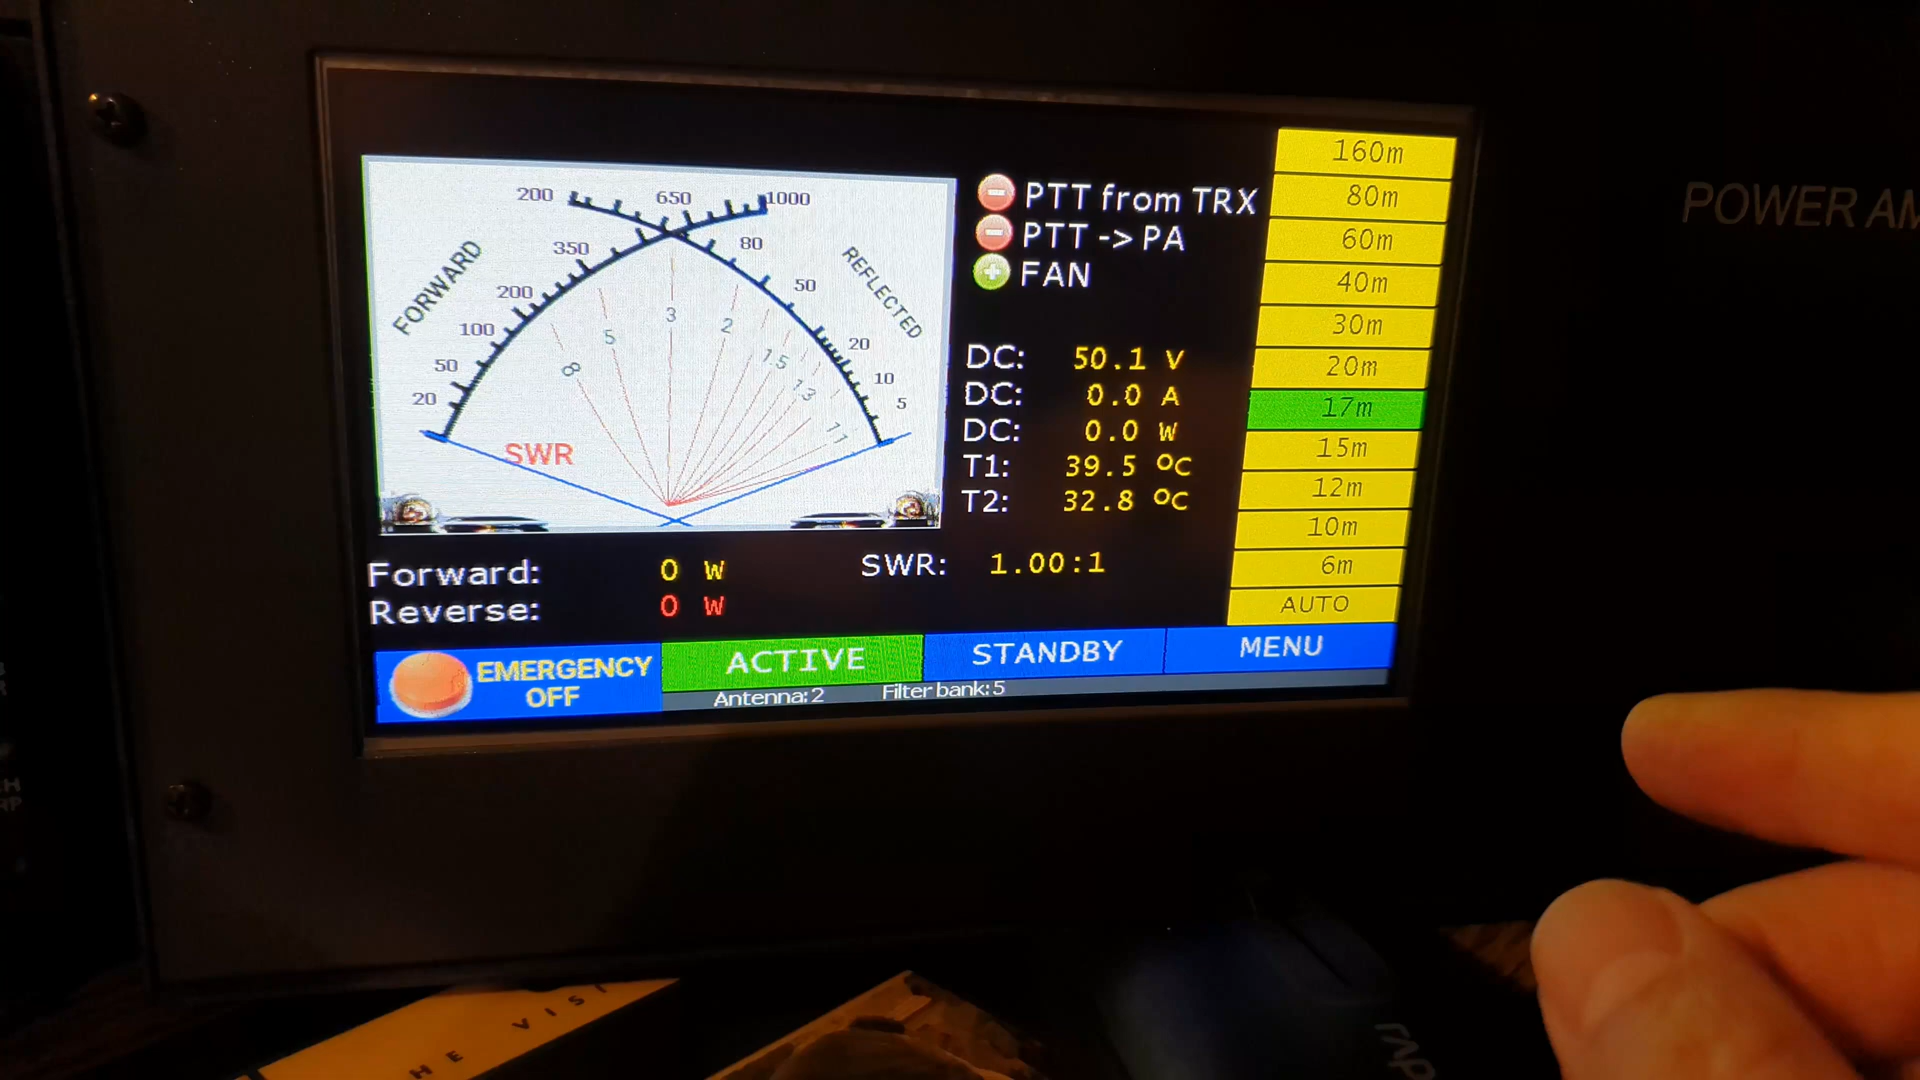 POWER AM
200 650 1000
350 80
200 50
100 20
50 10
20 5
FORWARD
REFLECTED
8 5 3 2 1.5 1.3 1.1
SWR
PTT from TRX
PTT -> PA
FAN
DC: 50.1 V
DC: 0.0 A
DC: 0.0 W
T1: 39.5 ºC
T2: 32.8 ºC
Forward: 0 W
Reverse: 0 W
SWR: 1.00:1
160m
80m
60m
40m
30m
20m
17m
15m
12m
10m
6m
AUTO
EMERGENCY
OFF
ACTIVE
STANDBY
MENU
Antenna:2 Filter bank:5
HE VIS